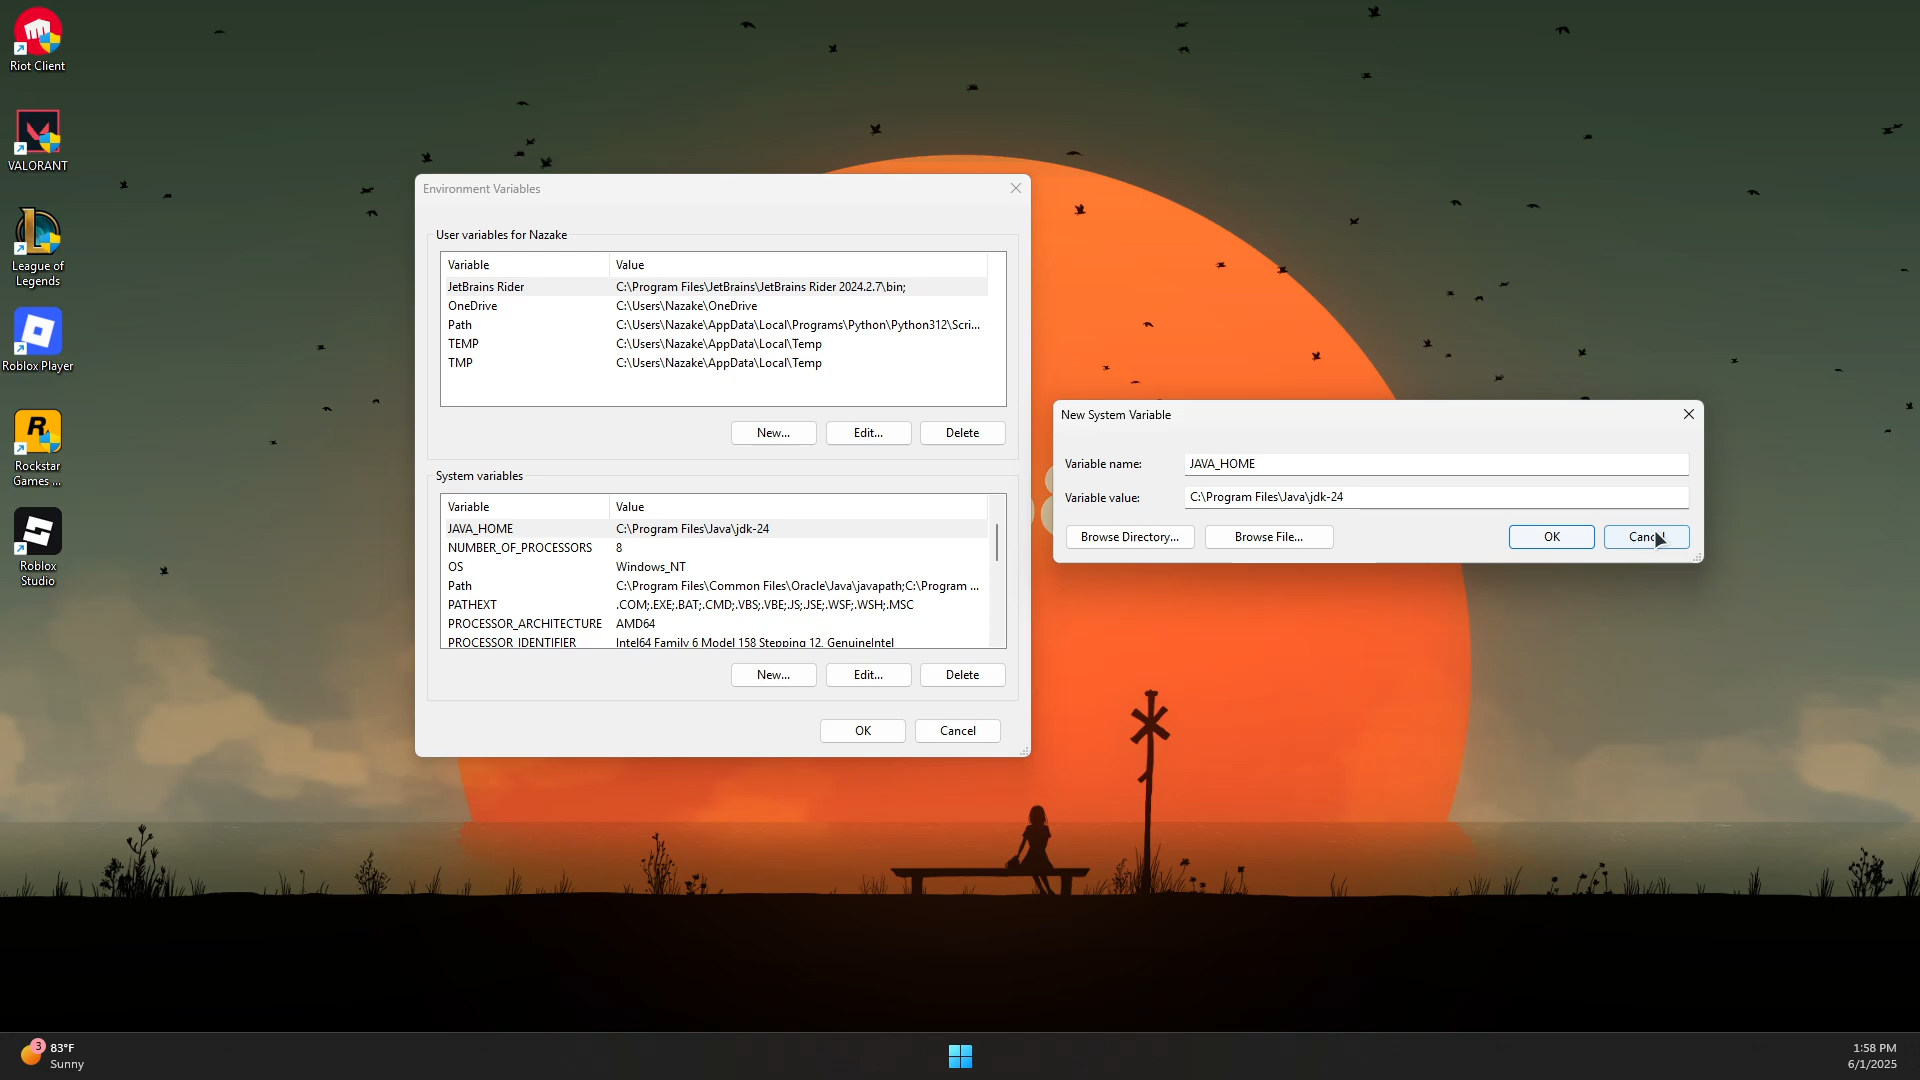 Riot Client
VALORANT
League of
Legends
Roblox Player
Rockstar
Games ...
Roblox
Studio
Environment Variables
User variables for Nazake
Variable Value
JetBrains Rider C:\Program Files\JetBrains\JetBrains Rider 2024.2.7\bin;
OneDrive C:\Users\Nazake\OneDrive
Path C:\Users\Nazake\AppData\Local\Programs\Python\Python312\Scri...
TEMP C:\Users\Nazake\AppData\Local\Temp
TMP C:\Users\Nazake\AppData\Local\Temp
New... Edit... Delete
System variables
Variable Value
JAVA_HOME C:\Program Files\Java\jdk-24
NUMBER_OF_PROCESSORS 8
OS Windows_NT
Path C:\Program Files\Common Files\Oracle\Java\javapath;C:\Program ...
PATHEXT .COM;.EXE;.BAT;.CMD;.VBS;.VBE;.JS;.JSE;.WSF;.WSH;.MSC
PROCESSOR_ARCHITECTURE AMD64
PROCESSOR_IDENTIFIER Intel64 Family 6 Model 158 Stepping 12, GenuineIntel
New... Edit... Delete
OK Cancel
New System Variable
Variable name: JAVA_HOME
Variable value: C:\Program Files\Java\jdk-24
Browse Directory... Browse File... OK Cancel
3
83°F
Sunny
1:58 PM
6/1/2025